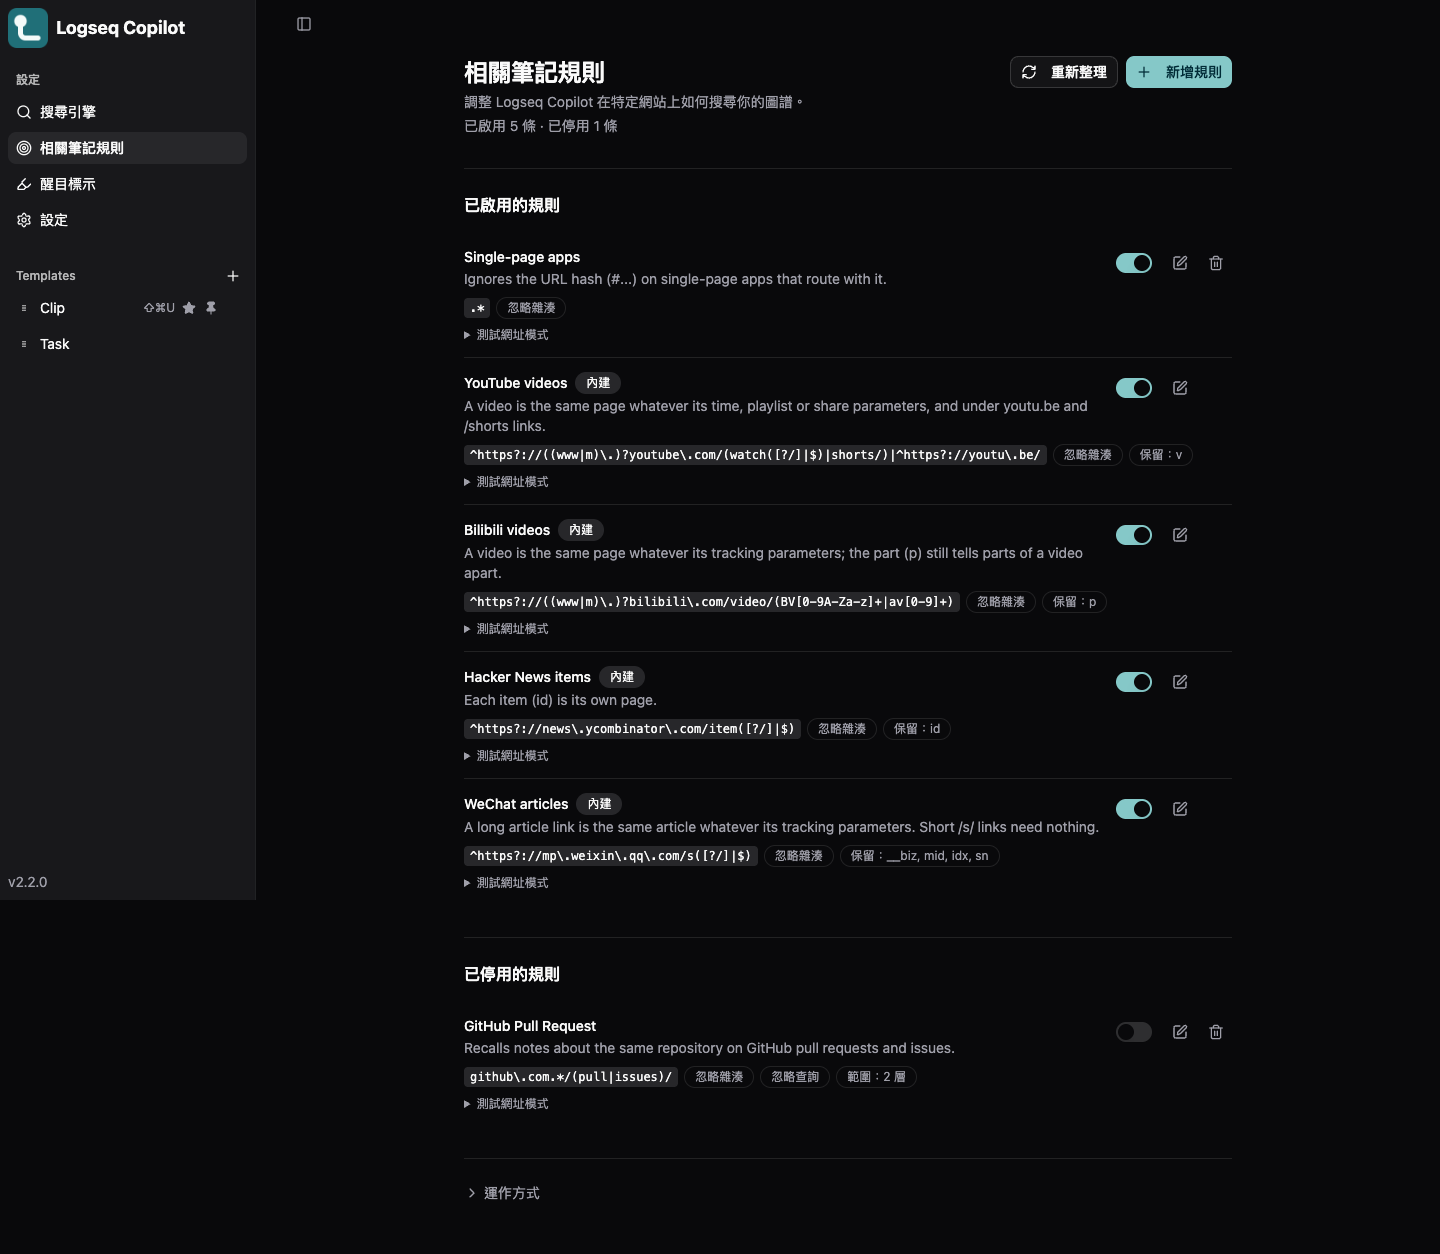 Logseq Copilot
設定
搜尋引擎
相關筆記規則
醒目標示
設定
Templates
Clip ⇧⌘U
Task
v2.2.0
相關筆記規則
重新整理
新增規則
調整 Logseq Copilot 在特定網站上如何搜尋你的圖譜。
已啟用 5 條 · 已停用 1 條
已啟用的規則
Single-page apps
Ignores the URL hash (#...) on single-page apps that route with it.
.* 忽略雜湊
測試網址模式
YouTube videos 內建
A video is the same page whatever its time, playlist or share parameters, and under youtu.be and
/shorts links.
^https?://((www|m)\.)?youtube\.com/(watch([?/]|$)|shorts/)|^https?://youtu\.be/ 忽略雜湊 保留：v
測試網址模式
Bilibili videos 內建
A video is the same page whatever its tracking parameters; the part (p) still tells parts of a video
apart.
^https?://((www|m)\.)?bilibili\.com/video/(BV[0-9A-Za-z]+|av[0-9]+) 忽略雜湊 保留：p
測試網址模式
Hacker News items 內建
Each item (id) is its own page.
^https?://news\.ycombinator\.com/item([?/]|$) 忽略雜湊 保留：id
測試網址模式
WeChat articles 內建
A long article link is the same article whatever its tracking parameters. Short /s/ links need nothing.
^https?://mp\.weixin\.qq\.com/s([?/]|$) 忽略雜湊 保留：__biz, mid, idx, sn
測試網址模式
已停用的規則
GitHub Pull Request
Recalls notes about the same repository on GitHub pull requests and issues.
github\.com.*/(pull|issues)/ 忽略雜湊 忽略查詢 範圍：2 層
測試網址模式
運作方式